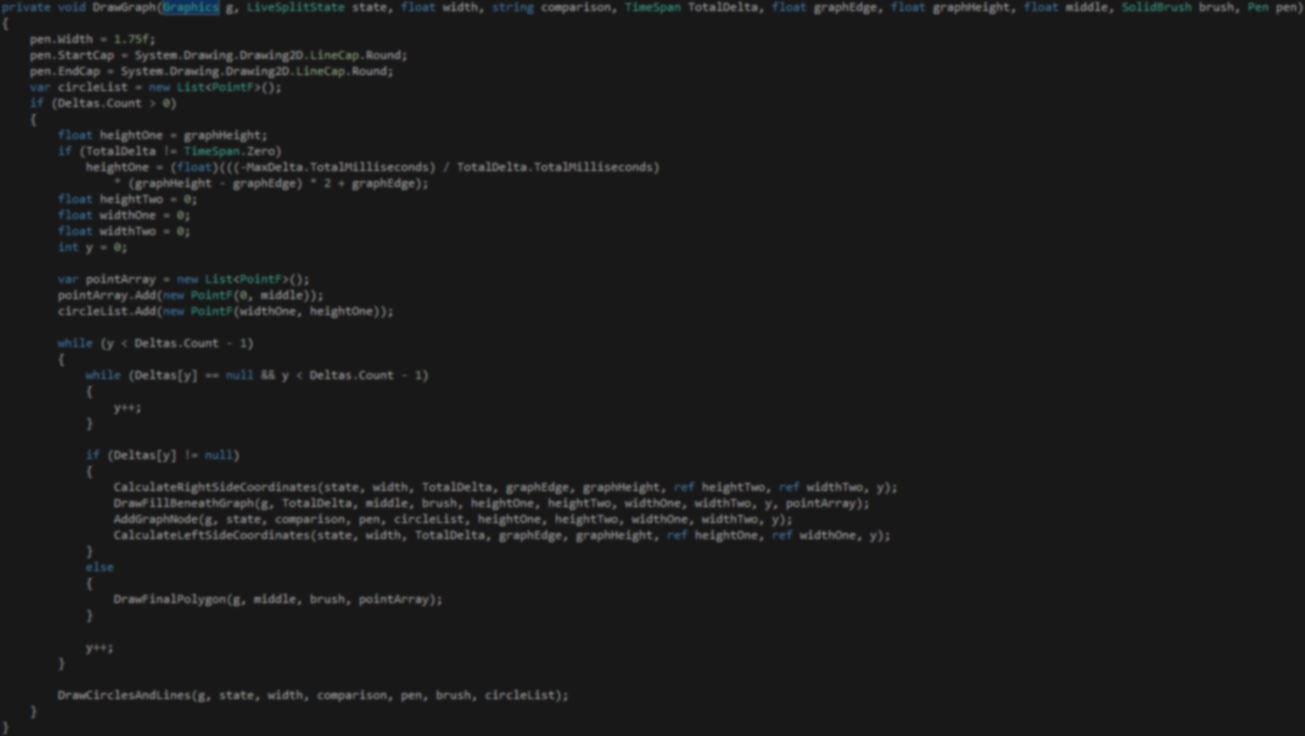 private void DrawGraph(Graphics g, LiveSplitState state, float width, string comparison, TimeSpan TotalDelta, float graphEdge, float graphHeight, float middle, SolidBrush brush, Pen pen)
{
    pen.Width = 1.75f;
    pen.StartCap = System.Drawing.Drawing2D.LineCap.Round;
    pen.EndCap = System.Drawing.Drawing2D.LineCap.Round;
    var circleList = new List<PointF>();
    if (Deltas.Count > 0)
    {
        float heightOne = graphHeight;
        if (TotalDelta != TimeSpan.Zero)
            heightOne = (float)(((-MaxDelta.TotalMilliseconds) / TotalDelta.TotalMilliseconds)
                * (graphHeight - graphEdge) * 2 + graphEdge);
        float heightTwo = 0;
        float widthOne = 0;
        float widthTwo = 0;
        int y = 0;

        var pointArray = new List<PointF>();
        pointArray.Add(new PointF(0, middle));
        circleList.Add(new PointF(widthOne, heightOne));

        while (y < Deltas.Count - 1)
        {
            while (Deltas[y] == null && y < Deltas.Count - 1)
            {
                y++;
            }

            if (Deltas[y] != null)
            {
                CalculateRightSideCoordinates(state, width, TotalDelta, graphEdge, graphHeight, ref heightTwo, ref widthTwo, y);
                DrawFillBeneathGraph(g, TotalDelta, middle, brush, heightOne, heightTwo, widthOne, widthTwo, y, pointArray);
                AddGraphNode(g, state, comparison, pen, circleList, heightOne, heightTwo, widthOne, widthTwo, y);
                CalculateLeftSideCoordinates(state, width, TotalDelta, graphEdge, graphHeight, ref heightOne, ref widthOne, y);
            }
            else
            {
                DrawFinalPolygon(g, middle, brush, pointArray);
            }

            y++;
        }

        DrawCirclesAndLines(g, state, width, comparison, pen, brush, circleList);
    }
}